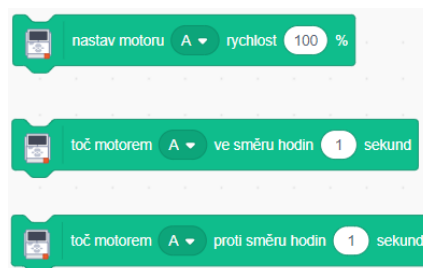 nastav motoru A rychlost 100 %
toč motorem A ve směru hodin 1 sekund
toč motorem A proti směru hodin 1 sekund